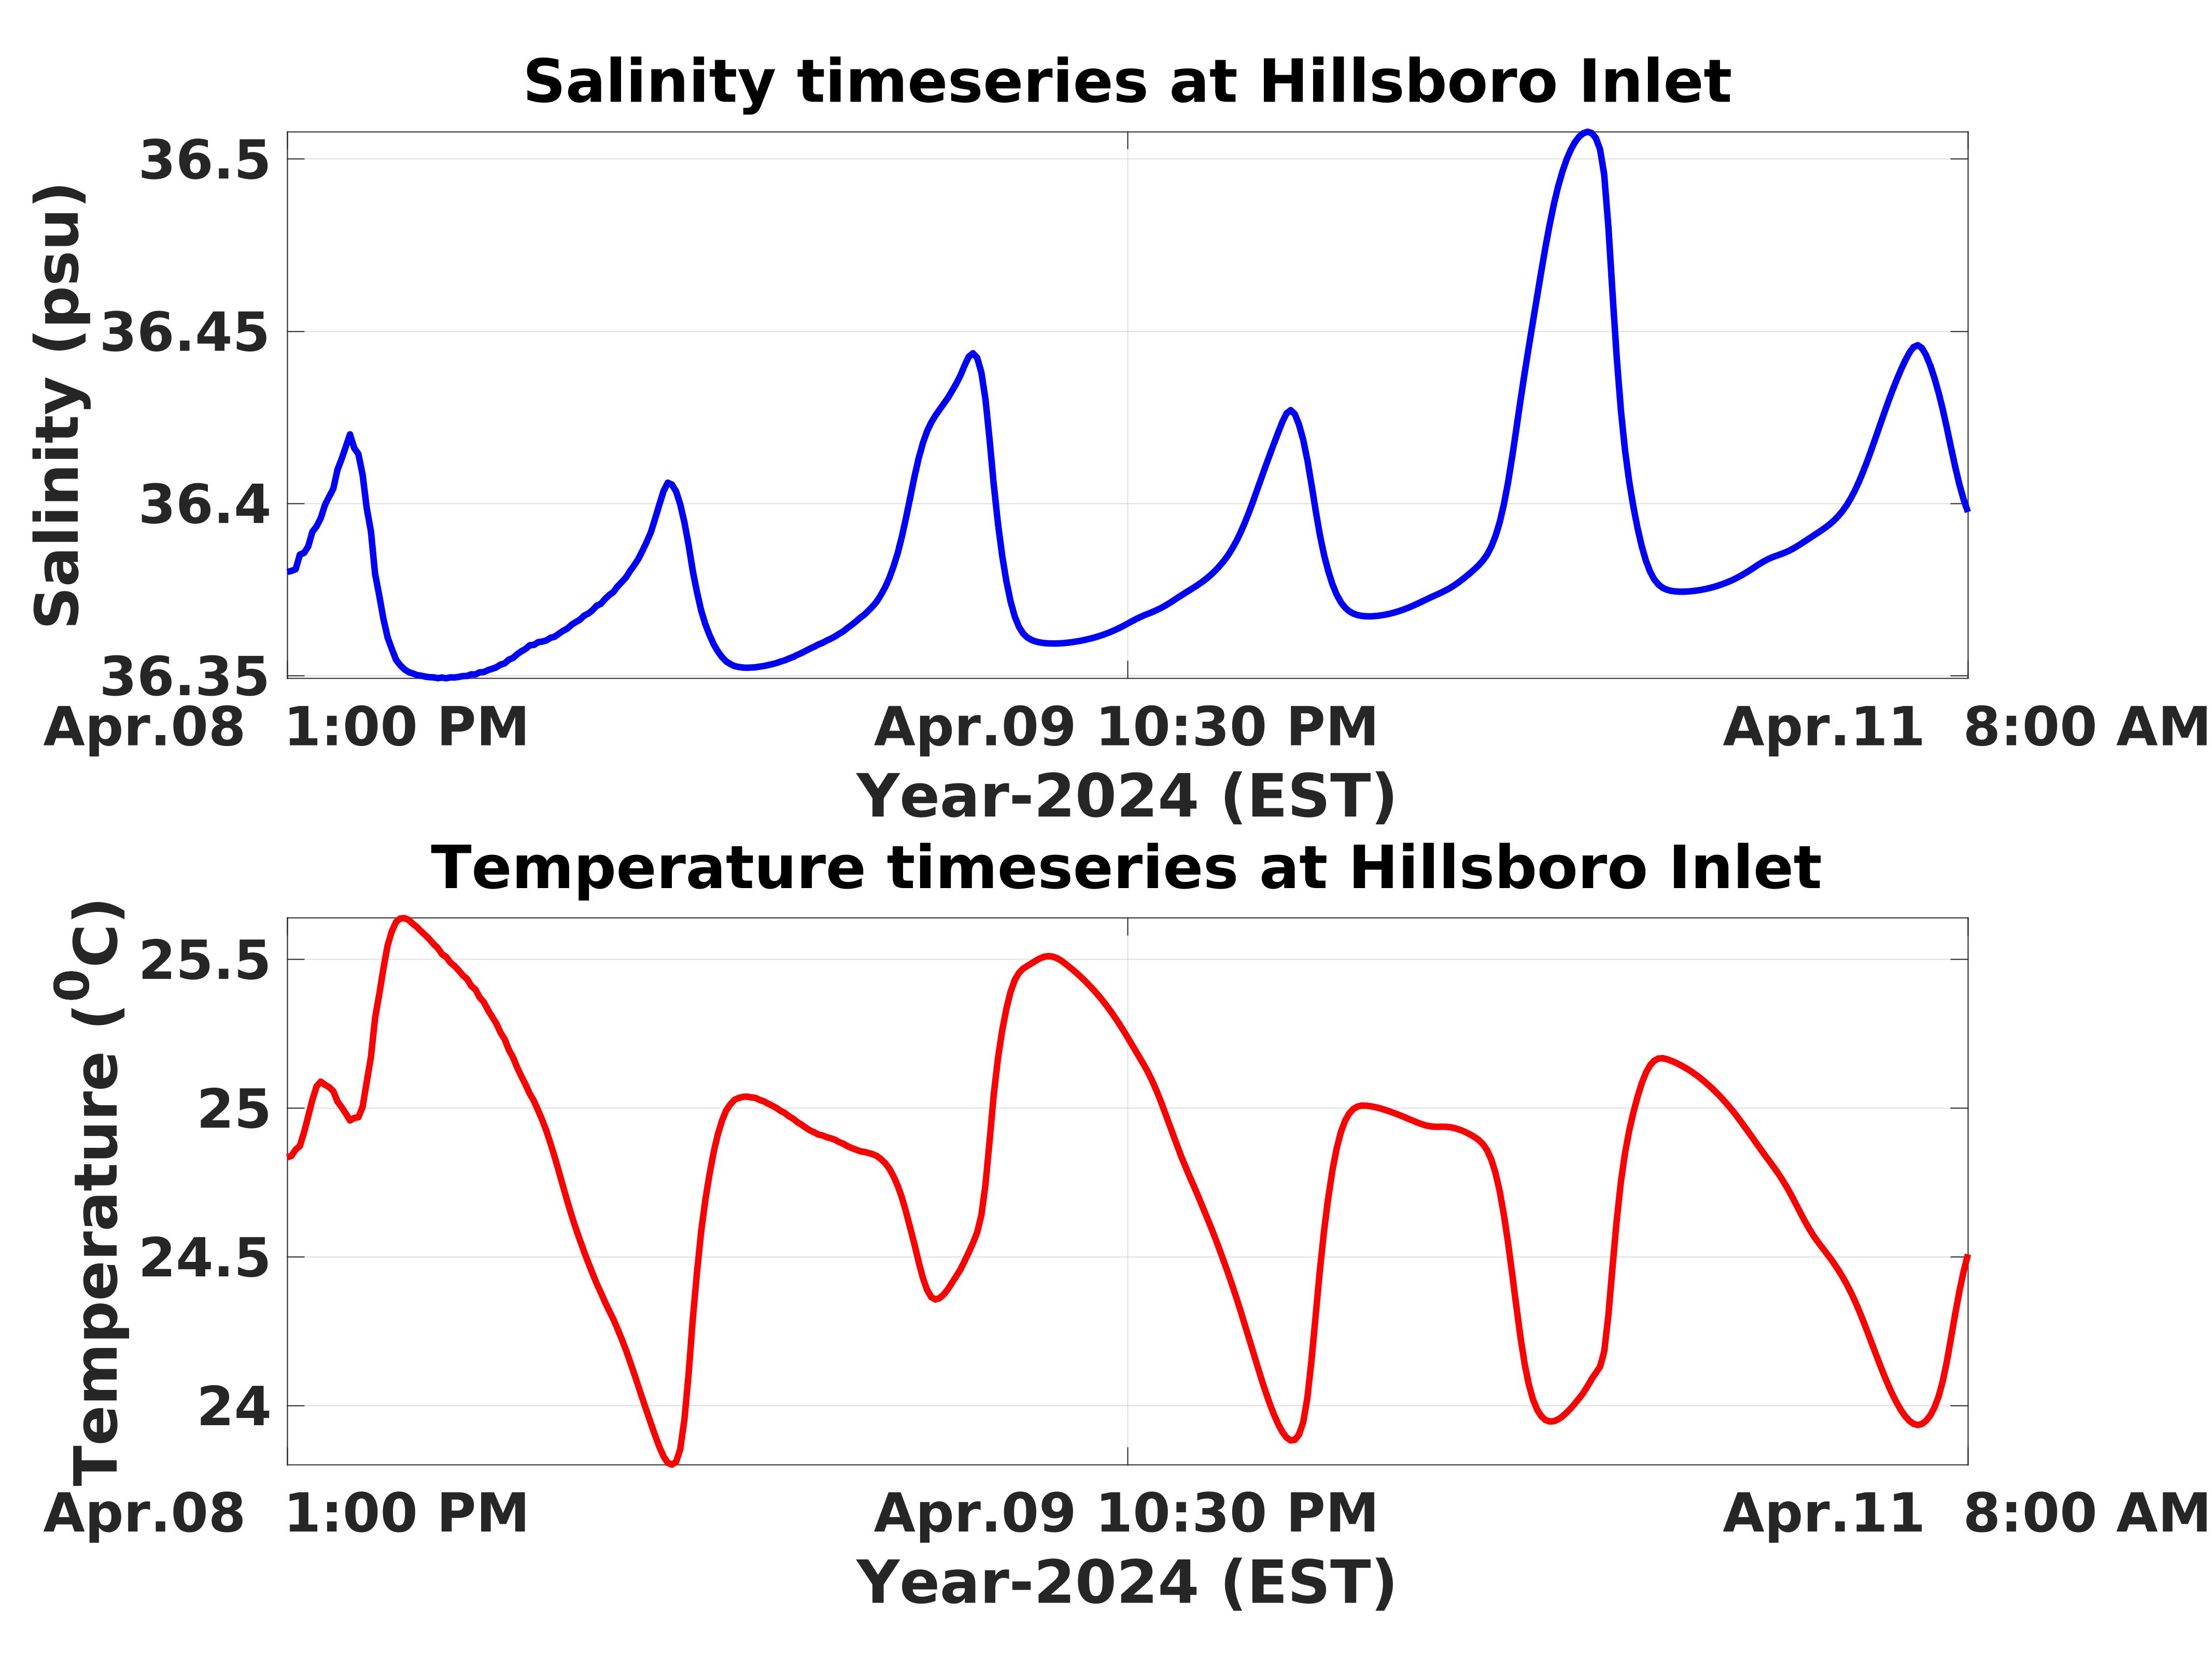 Salinity timeseries at Hillsboro Inlet
Salinity (psu)
36.5
36.45
36.4
36.35
Apr.08  1:00 PM
Apr.09 10:30 PM
Apr.11  8:00 AM
Year-2024 (EST)
Temperature timeseries at Hillsboro Inlet
Temperature (⁰C)
25.5
25
24.5
24
Apr.08  1:00 PM
Apr.09 10:30 PM
Apr.11  8:00 AM
Year-2024 (EST)